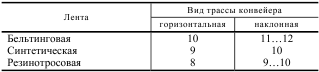 Лента Вид трассы конвейера
горизонтальная наклонная
Бельтинговая 10 11…12
Синтетическая 9 10
Резинотросовая 8 9…10